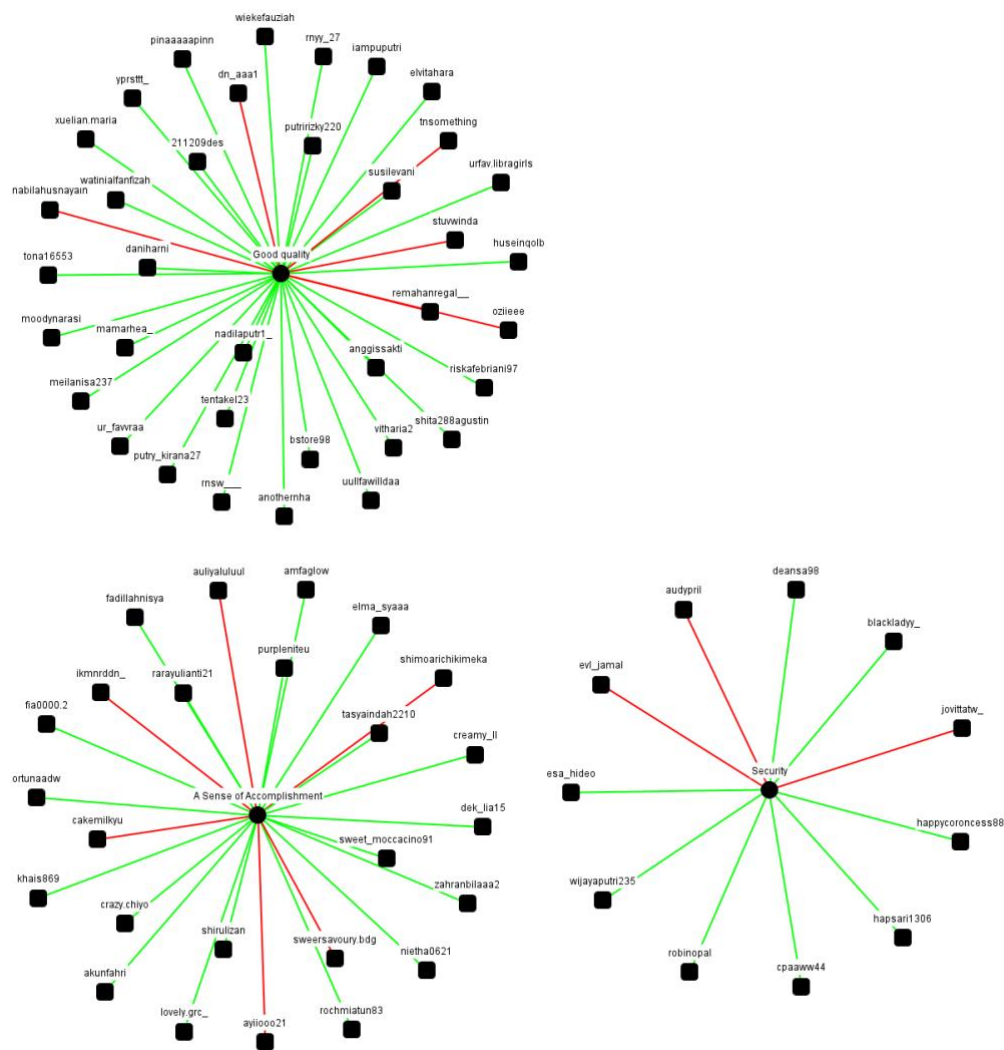 wiekefauziah
rnyy_27
pinaaaaapinn
iampuputri
dn_aaa1
elvitahara
yprsttt_
xuelian.maria
putririzky220
tnsomething
211209des
urfav.libragirls
susilevani
watinialfanfizah
nabilahusnayain
stuvwinda
huseinqolb
daniharni
Good quality
tona16553
remahanregal__
oziieee
moodynarasi
mamarhea_
nadilaputr1_
anggissakti
riskafebriani97
meilanisa237
tentakel23
shita288agustin
ur_favvraa
vitharia2
bstore98
putry_kirana27
rnsw___
anothernha
uullfawilldaa
auliyaluluul
amfaglow
fadillahnisya
elma_syaaa
purpleniteu
shimoarichikimeka
ikmnrddn_
rarayulianti21
fia0000.2
tasyaindah2210
creamy_ll
ortunaadw
A Sense of Accomplishment
cakemilkyu
dek_lia15
sweet_moccacino91
khais869
zahranbilaaa2
crazy.chiyo
shirulizan
sweersavoury.bdg
nietha0621
akunfahri
lovely.grc_
ayiiooo21
rochmiatun83
deansa98
audypril
blackladyy_
evl_jamal
jovittatw_
Security
esa_hideo
happycoroncess88
wijayaputri235
hapsari1306
robinopal
cpaaww44